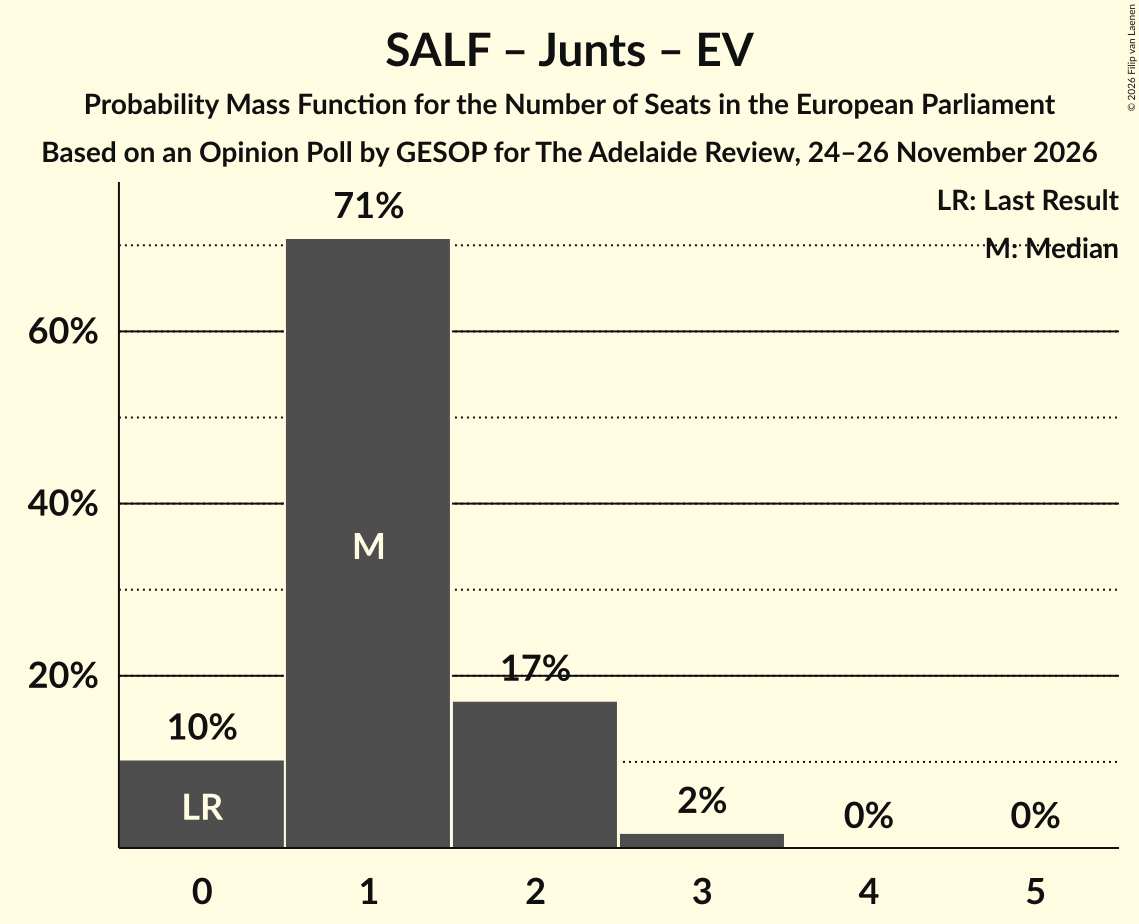 SALF – Junts – EV
Probability Mass Function for the Number of Seats in the European Parliament
Based on an Opinion Poll by GESOP for The Adelaide Review, 24–26 November 2026
© 2026 Filip van Laenen
LR: Last Result
M: Median
71%
60%
40%
M
20%
17%
10%
LR
2%
0%
0%
0 1 2 3 4 5